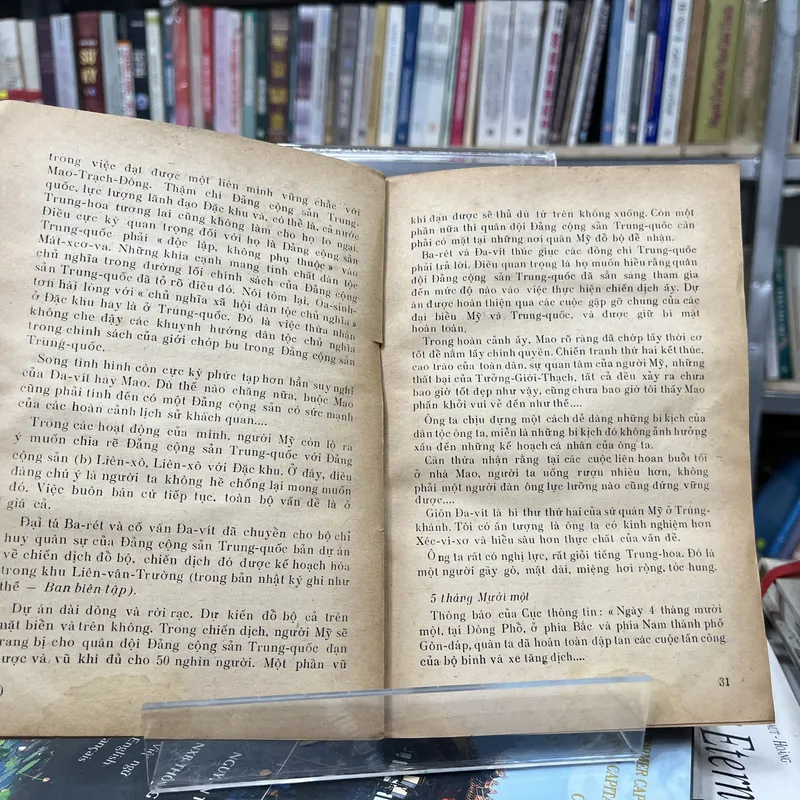 trong việc đạt được một liên minh vững chắc với
Mao-Trạch-Đông. Thậm chí Đảng cộng sản Trung-
quốc, lực lượng lãnh đạo Đặc khu và, có thể là, cả nước
Trung-hoa tương lai cũng không làm cho họ lo ngại.
Điều cực kỳ quan trọng đối với họ là Đảng cộng sản
Trung-quốc phải « độc lập, không phụ thuộc » vào
Mát-xcơ-va. Những khía cạnh mang tính chất dân tộc
chủ nghĩa trong đường lối chính sách của Đảng cộng
sản Trung-quốc đã tỏ rõ điều đó. Nói tóm lại, Oa-sinh-
tơn hài lòng với « chủ nghĩa xã hội dân tộc chủ nghĩa »
ở Đặc khu hay là ở Trung-quốc. Đó là việc thừa nhận
không che đậy các khuynh hướng dân tộc chủ nghĩa
trong chính sách của giới chóp bu trong Đảng cộng sản
Trung-quốc.
Song tình hình còn cực kỳ phức tạp hơn hẳn suy nghĩ
của Đa-vít hay Mao. Dù thế nào chăng nữa, buộc Mao
cũng phải tính đến có một Đảng cộng sản có sức mạnh
của các hoàn cảnh lịch sử khách quan....
Trong các hoạt động của mình, người Mỹ còn lộ ra
ý muốn chia rẽ Đảng cộng sản Trung-quốc với Đảng
cộng sản (b) Liên-xô, Liên-xô với Đặc khu. Ở đây, điều
đáng chú ý là người ta không hề chống lại mong muốn
đó. Việc buôn bán cứ tiếp tục, toàn bộ vấn đề là ở
giá cả.
Đại tá Ba-rét và cố vấn Đa-vít đã chuyển cho bộ chỉ
huy quân sự của Đảng cộng sản Trung-quốc bản dự án
về chiến dịch đổ bộ, chiến dịch đó được kế hoạch hóa
trong khu Liên-vân-Trường (trong bản nhật ký ghi như
thế — Ban biên tập).
Dự án dài dòng và rời rạc. Dự kiến đổ bộ cả trên
mặt biển và trên không. Trong chiến dịch, người Mỹ sẽ
trang bị cho quân đội Đảng cộng sản Trung-quốc đạn
dược và vũ khí đủ cho 50 nghìn người. Một phần vũ
khí đạn được sẽ thả dù từ trên không xuống. Còn một
phần nữa thì quân đội Đảng cộng sản Trung-quốc cần
phải có mặt tại những nơi quân Mỹ đổ bộ để nhận.
Ba-rét và Đa-vít thúc giục các đồng chí Trung-quốc
phải trả lời. Điều quan trọng là họ muốn hiểu rằng quân
đội Đảng cộng sản Trung-quốc đã sẵn sàng tham gia
đến mức độ nào vào việc thực hiện chiến dịch ấy. Dự
án được hoàn thiện qua các cuộc gặp gỡ chung của các
đại biểu Mỹ và Trung-quốc, và được giữ bí mật
hoàn toàn.
Trong hoàn cảnh ấy, Mao rõ ràng đã chớp lấy thời cơ
tốt để nắm lấy chính quyền. Chiến tranh thứ hai kết thúc,
cao trào của toàn dân, sự quan tâm của người Mỹ, những
thất bại của Tưởng-Giới-Thạch, tất cả đều xảy ra chưa
bao giờ tốt đẹp như vậy, cũng chưa bao giờ tôi thấy Mao
phấn khởi vui vẻ đến như thế....
Ông ta chịu đựng một cách dễ dàng những bi kịch của
dân tộc ông ta, miễn là những bi kịch đó không ảnh hưởng
xấu đến những kế hoạch cá nhân của ông ta.
Cần thừa nhận rằng tại các cuộc liên hoan buổi tối
ở nhà Mao, người ta uống rượu nhiều hơn, không
phải một người đàn ông lực lưỡng nào cũng đứng vững
được....
Giôn Đa-vít là bí thư thứ hai của sứ quán Mỹ ở Trùng-
khánh. Tôi có ấn tượng là ông ta có kinh nghiệm hơn
Xéc-vi-xơ và hiểu sâu hơn thực chất của vấn đề.
Ông ta rất có nghị lực, rất giỏi tiếng Trung-hoa. Đó là
một người gầy gò, mặt dài, miệng hơi rộng, tóc hung.
5 tháng Mười một
Thông báo của Cục thông tin : « Ngày 4 tháng mười
một, tại Đông Phổ, ở phía Bắc và phía Nam thành phố
Gôn-đáp, quân ta đã hoàn toàn dập tan các cuộc tấn công
của bộ binh và xe tăng địch....
31
SỬ KÝ
English
Français
NXB THÔNG
NGUY
FORMER CAPITAL
CAPITA
Etern
HOÀNG